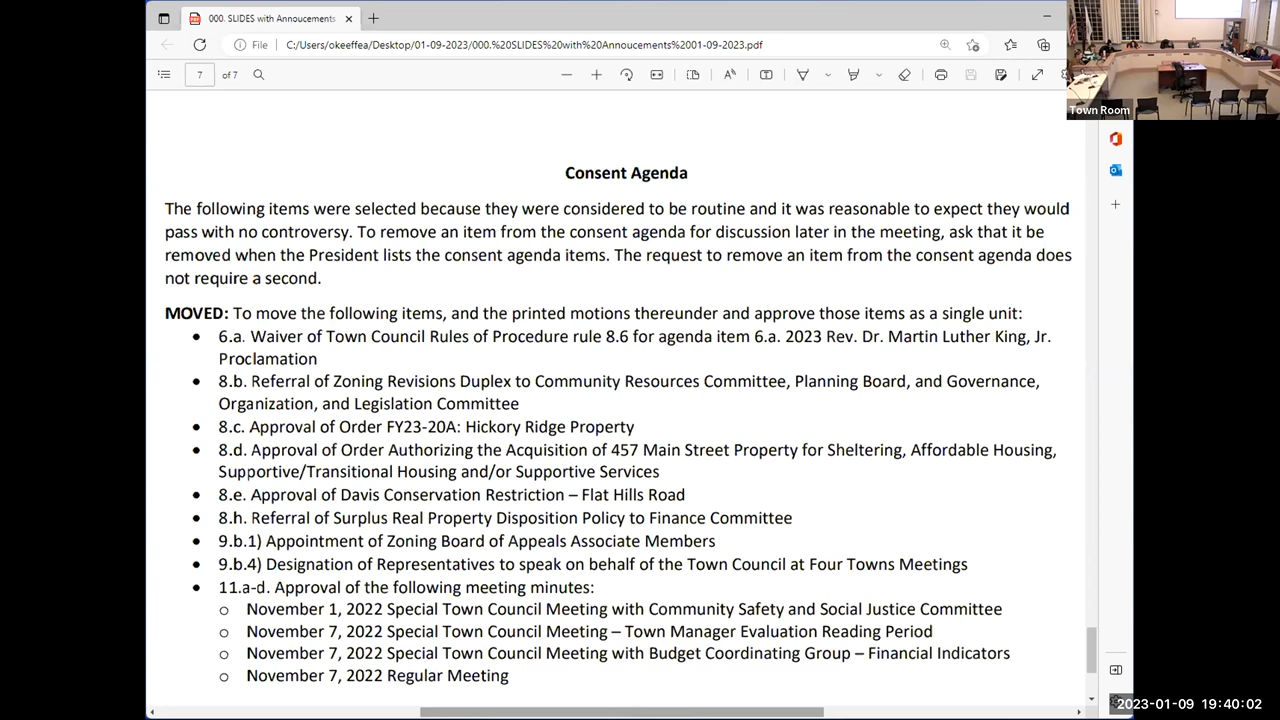 000. SLIDES with Annoucements
File
C:/Users/okeeffea/Desktop/01-09-2023/000.%20SLIDES%20with%20Annoucements%2001-09-2023.pdf
7 of 7
Town Room
Consent Agenda
The following items were selected because they were considered to be routine and it was reasonable to expect they would
pass with no controversy. To remove an item from the consent agenda for discussion later in the meeting, ask that it be
removed when the President lists the consent agenda items. The request to remove an item from the consent agenda does
not require a second.
MOVED: To move the following items, and the printed motions thereunder and approve those items as a single unit:
• 6.a. Waiver of Town Council Rules of Procedure rule 8.6 for agenda item 6.a. 2023 Rev. Dr. Martin Luther King, Jr.
Proclamation
• 8.b. Referral of Zoning Revisions Duplex to Community Resources Committee, Planning Board, and Governance,
Organization, and Legislation Committee
• 8.c. Approval of Order FY23-20A: Hickory Ridge Property
• 8.d. Approval of Order Authorizing the Acquisition of 457 Main Street Property for Sheltering, Affordable Housing,
Supportive/Transitional Housing and/or Supportive Services
• 8.e. Approval of Davis Conservation Restriction – Flat Hills Road
• 8.h. Referral of Surplus Real Property Disposition Policy to Finance Committee
• 9.b.1) Appointment of Zoning Board of Appeals Associate Members
• 9.b.4) Designation of Representatives to speak on behalf of the Town Council at Four Towns Meetings
• 11.a-d. Approval of the following meeting minutes:
o November 1, 2022 Special Town Council Meeting with Community Safety and Social Justice Committee
o November 7, 2022 Special Town Council Meeting – Town Manager Evaluation Reading Period
o November 7, 2022 Special Town Council Meeting with Budget Coordinating Group – Financial Indicators
o November 7, 2022 Regular Meeting
2023-01-09 19:40:02